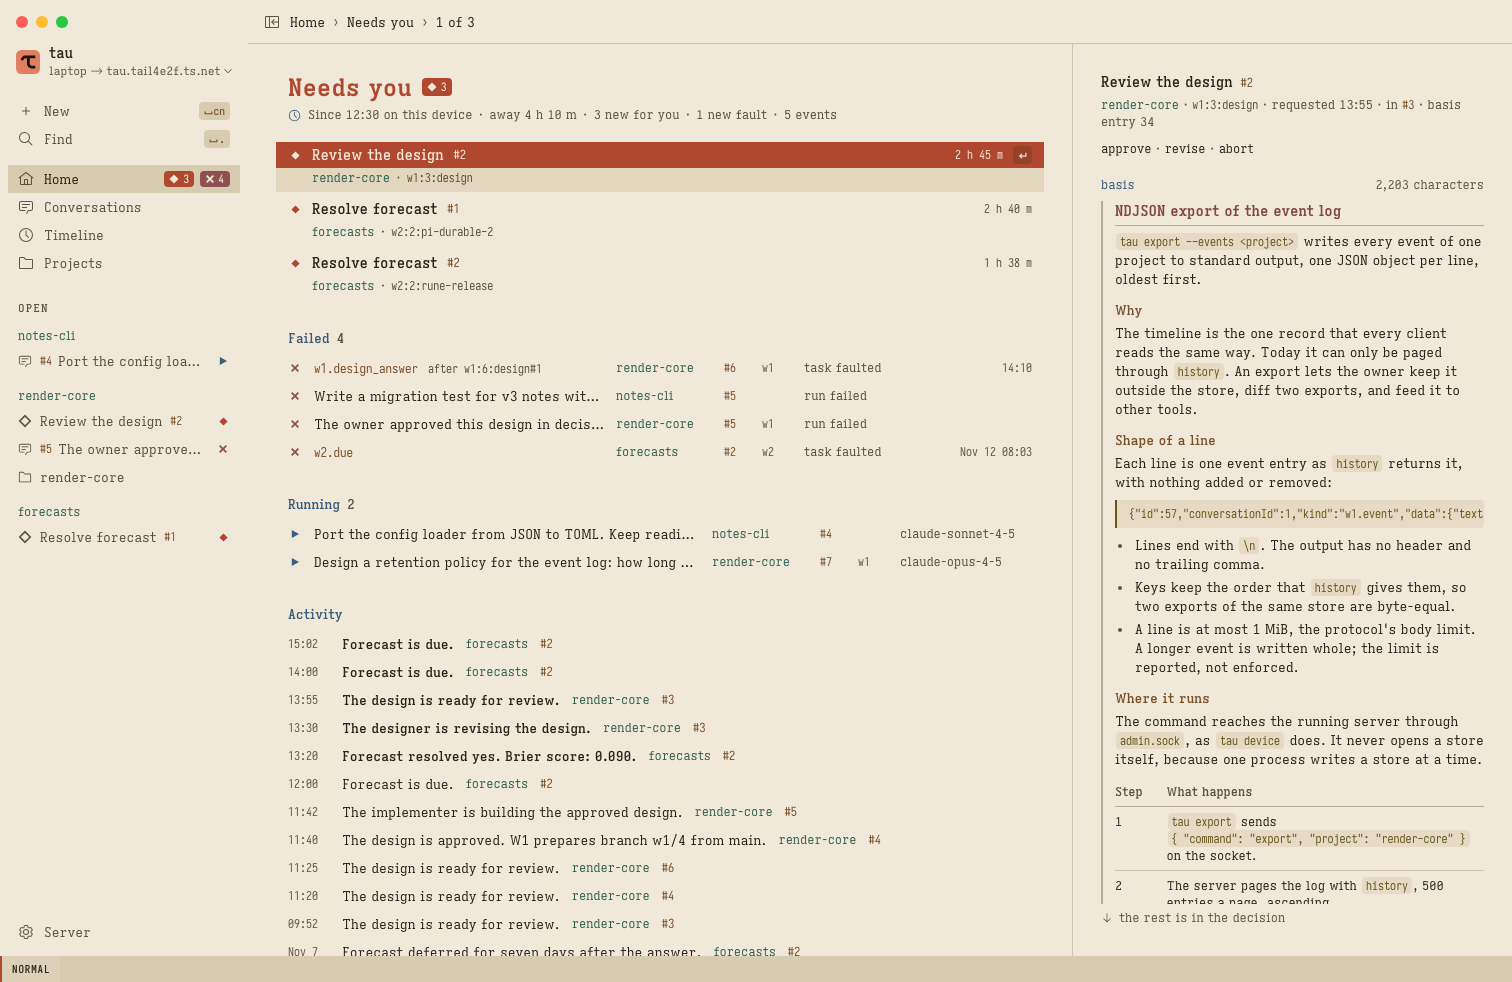 tau
laptop → tau.tail4e2f.ts.net
+ New ␣cn
Find ␣.
Home ◆ 3 ✕ 4
Conversations
Timeline
Projects
OPEN
notes-cli
#4 Port the config loa...
render-core
Review the design #2
#5 The owner approve...
render-core
forecasts
Resolve forecast #1
Server
NORMAL
Home › Needs you › 1 of 3
Needs you ◆ 3
Since 12:30 on this device · away 4 h 10 m · 3 new for you · 1 new fault · 5 events
Review the design #2 2 h 45 m ↵
render-core · w1:3:design
Resolve forecast #1 2 h 40 m
forecasts · w2:2:pi-durable-2
Resolve forecast #2 1 h 38 m
forecasts · w2:2:rune-release
Failed 4
w1.design_answer after w1:6:design#1 render-core #6 w1 task faulted 14:10
Write a migration test for v3 notes wit... notes-cli #5 run failed
The owner approved this design in decis... render-core #5 w1 run failed
w2.due forecasts #2 w2 task faulted Nov 12 08:03
Running 2
Port the config loader from JSON to TOML. Keep readi... notes-cli #4 claude-sonnet-4-5
Design a retention policy for the event log: how long ... render-core #7 w1 claude-opus-4-5
Activity
15:02 Forecast is due. forecasts #2
14:00 Forecast is due. forecasts #2
13:55 The design is ready for review. render-core #3
13:30 The designer is revising the design. render-core #3
13:20 Forecast resolved yes. Brier score: 0.090. forecasts #2
12:00 Forecast is due. forecasts #2
11:42 The implementer is building the approved design. render-core #5
11:40 The design is approved. W1 prepares branch w1/4 from main. render-core #4
11:25 The design is ready for review. render-core #6
11:20 The design is ready for review. render-core #4
09:52 The design is ready for review. render-core #3
Nov 7 Forecast deferred for seven days after the answer. forecasts #2
Review the design #2
render-core · w1:3:design · requested 13:55 · in #3 · basis
entry 34
approve · revise · abort
basis 2,203 characters
NDJSON export of the event log
tau export --events <project> writes every event of one
project to standard output, one JSON object per line,
oldest first.
Why
The timeline is the one record that every client
reads the same way. Today it can only be paged
through history. An export lets the owner keep it
outside the store, diff two exports, and feed it to
other tools.
Shape of a line
Each line is one event entry as history returns it,
with nothing added or removed:
{"id":57,"conversationId":1,"kind":"w1.event","data":{"text
• Lines end with \n. The output has no header and
no trailing comma.
• Keys keep the order that history gives them, so
two exports of the same store are byte-equal.
• A line is at most 1 MiB, the protocol's body limit.
A longer event is written whole; the limit is
reported, not enforced.
Where it runs
The command reaches the running server through
admin.sock, as tau device does. It never opens a store
itself, because one process writes a store at a time.
Step What happens
1 tau export sends
{ "command": "export", "project": "render-core" }
on the socket.
2 The server pages the log with history, 500
entries a page, ascending.
↓ the rest is in the decision